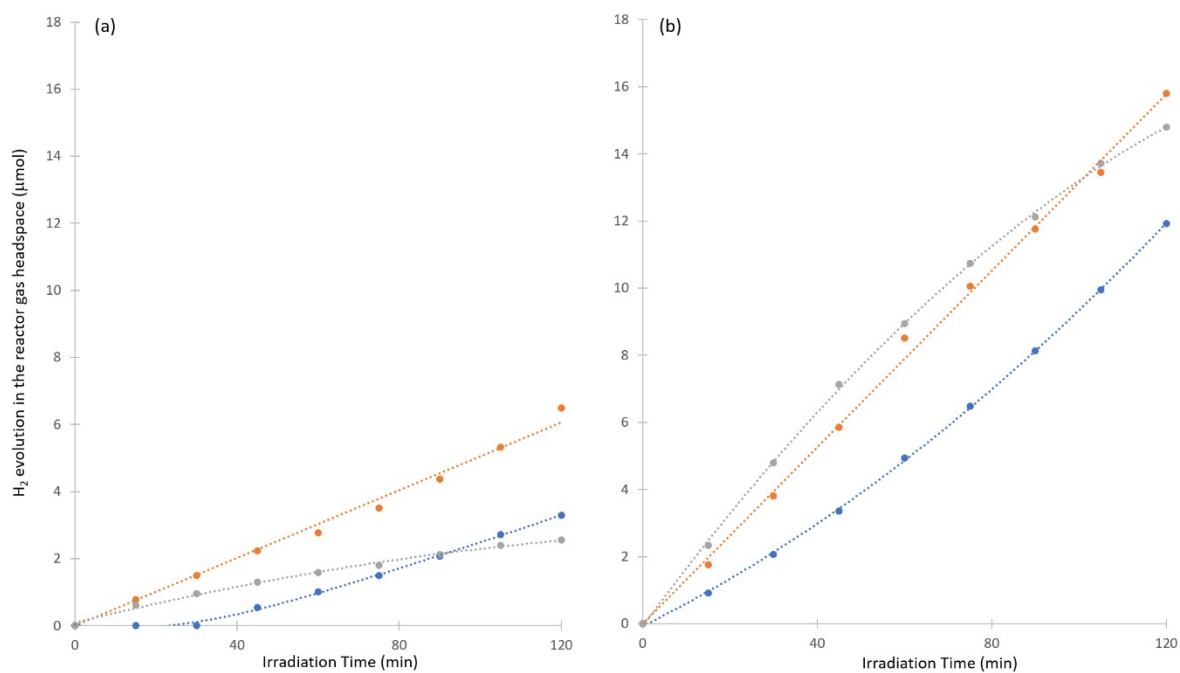 (a)
18
16
14
12
10
8
6
4
2
0
0 40 80 120
Irradiation Time (min)
H₂ evolution in the reactor gas headspace (μmol)
(b)
18
16
14
12
10
8
6
4
2
0
0 40 80 120
Irradiation Time (min)